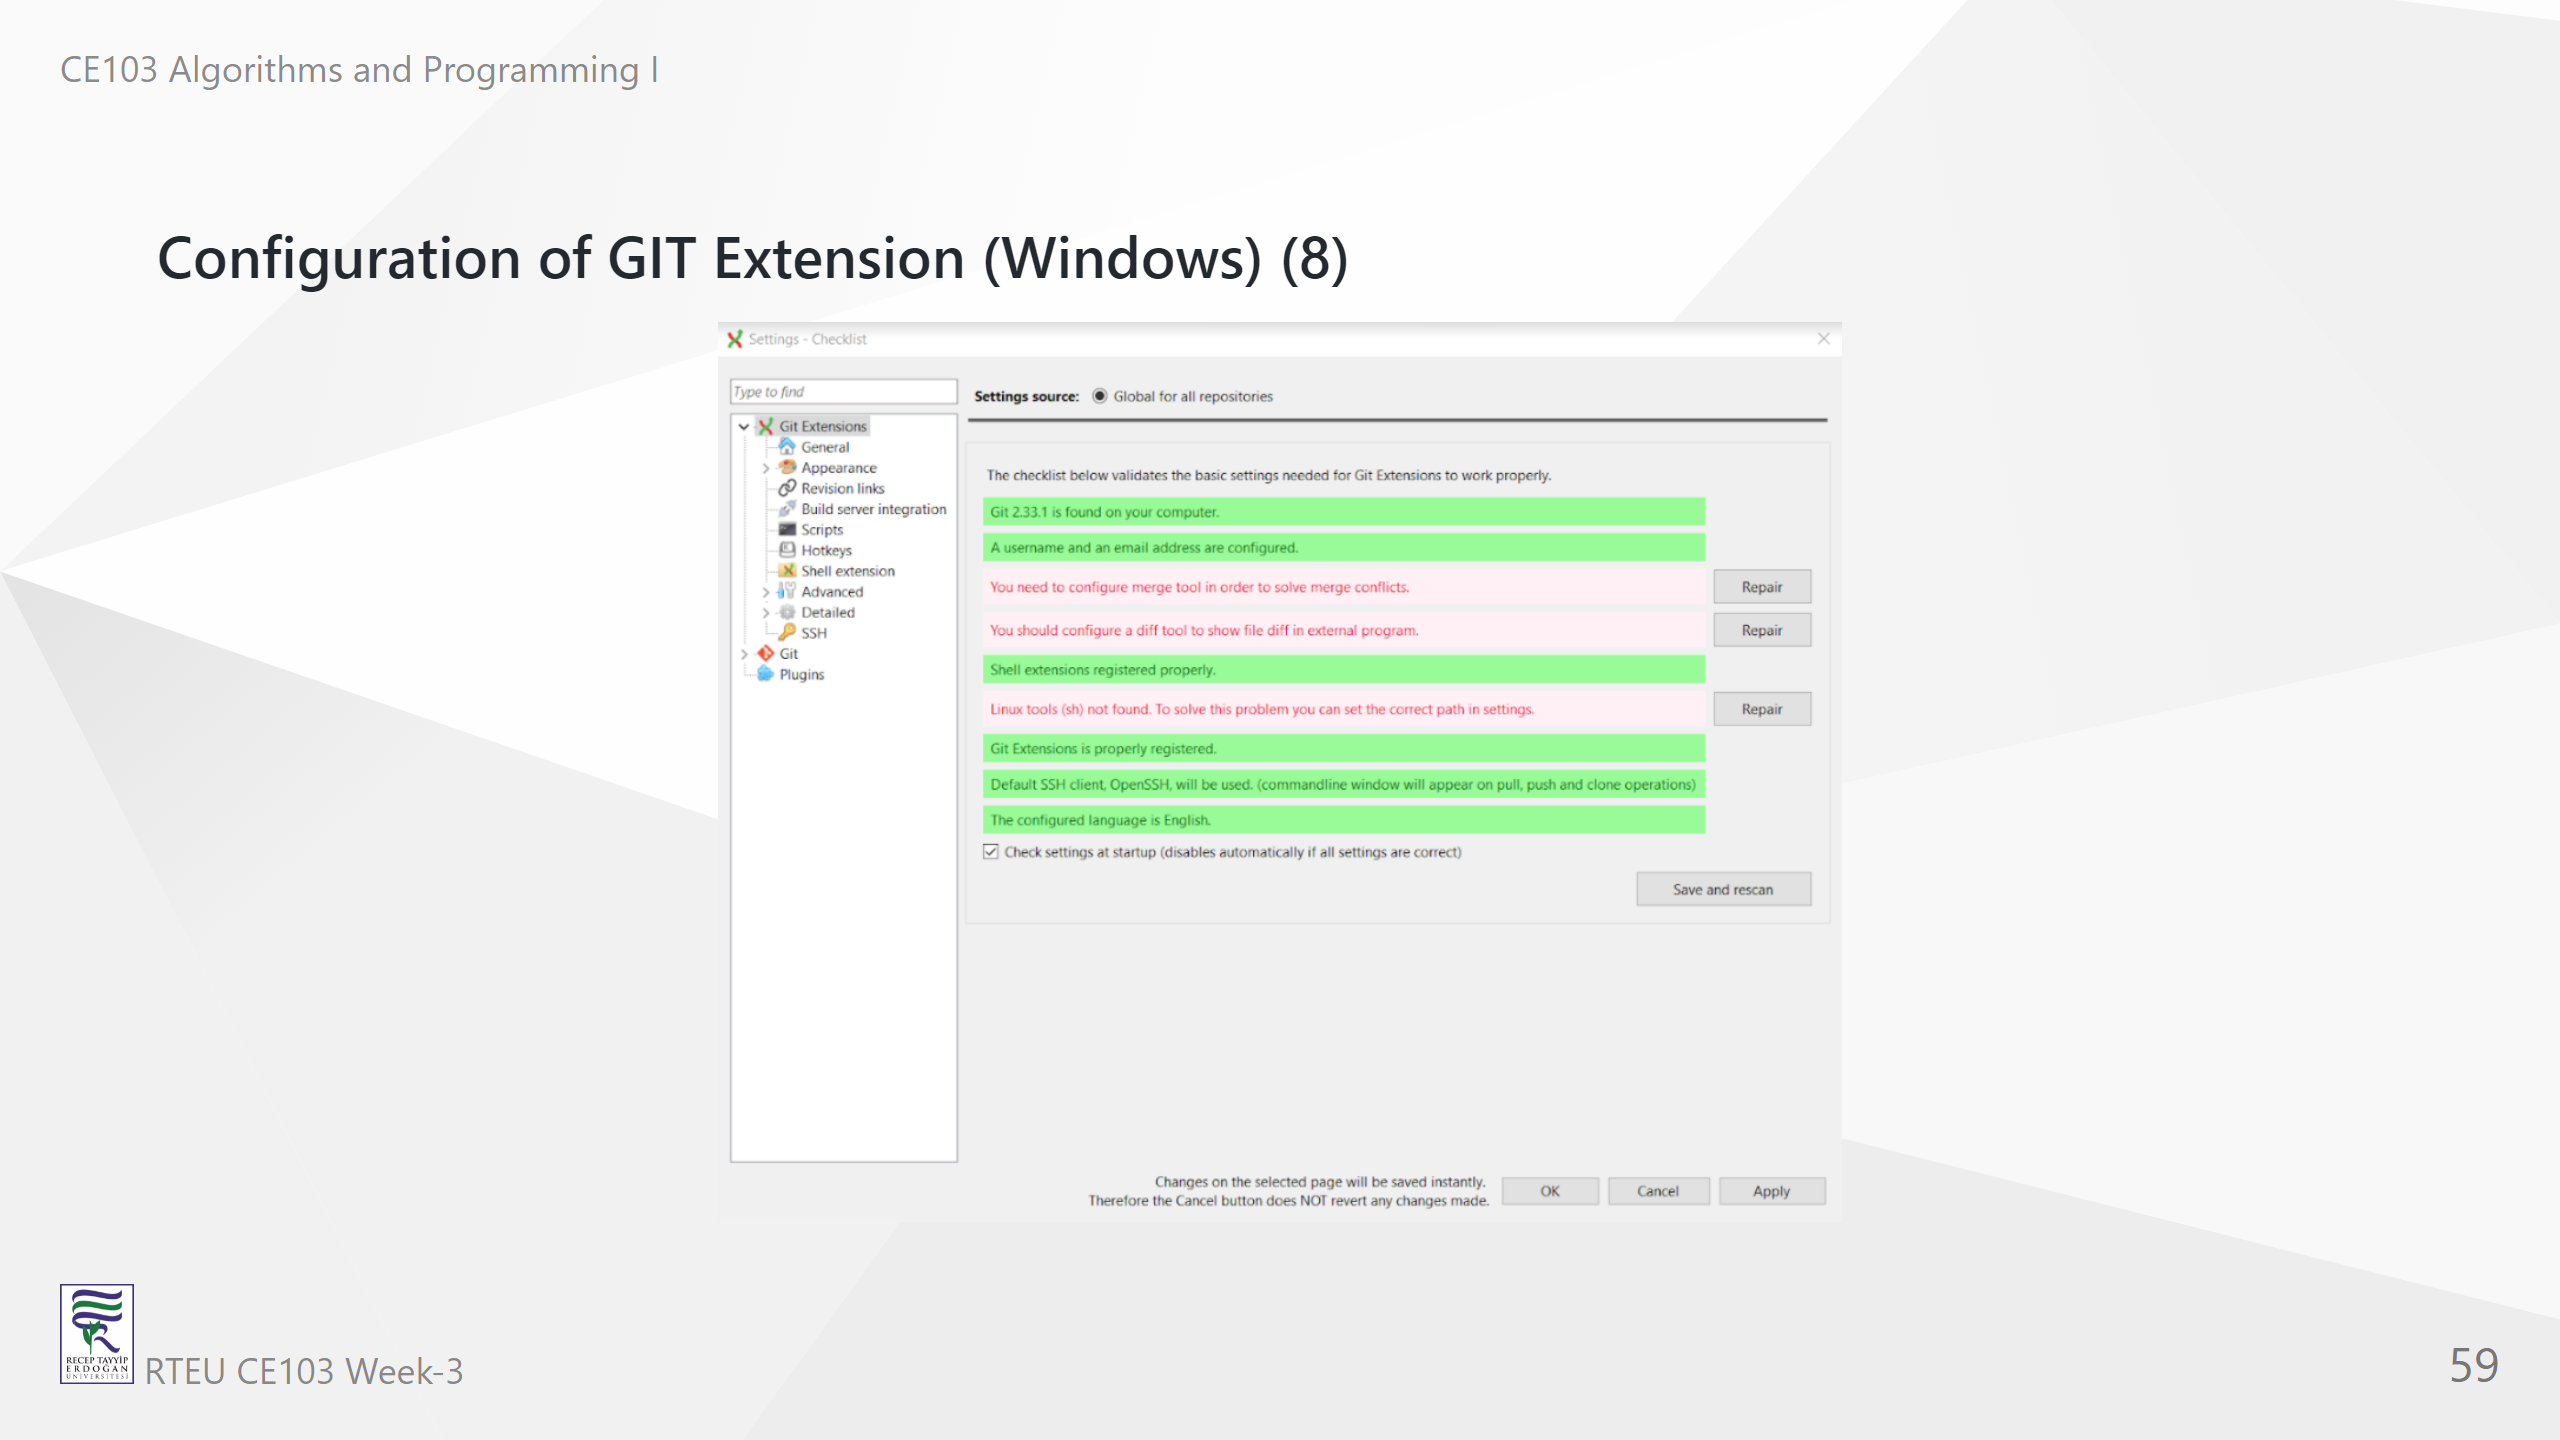 CE103 Algorithms and Programming I
Configuration of GIT Extension (Windows) (8)
Settings - Checklist
Type to find
Git Extensions
General
Appearance
Revision links
Build server integration
Scripts
Hotkeys
Shell extension
Advanced
Detailed
SSH
Git
Plugins
Settings source: Global for all repositories
The checklist below validates the basic settings needed for Git Extensions to work properly.
Git 2.33.1 is found on your computer.
A username and an email address are configured.
You need to configure merge tool in order to solve merge conflicts. Repair
You should configure a diff tool to show file diff in external program. Repair
Shell extensions registered properly.
Linux tools (sh) not found. To solve this problem you can set the correct path in settings. Repair
Git Extensions is properly registered.
Default SSH client, OpenSSH, will be used. (commandline window will appear on pull, push and clone operations)
The configured language is English.
Check settings at startup (disables automatically if all settings are correct)
Save and rescan
Changes on the selected page will be saved instantly.
Therefore the Cancel button does NOT revert any changes made.
OK Cancel Apply
RECEP TAYYİP
ERDOĞAN
ÜNİVERSİTESİ
RTEU CE103 Week-3
59